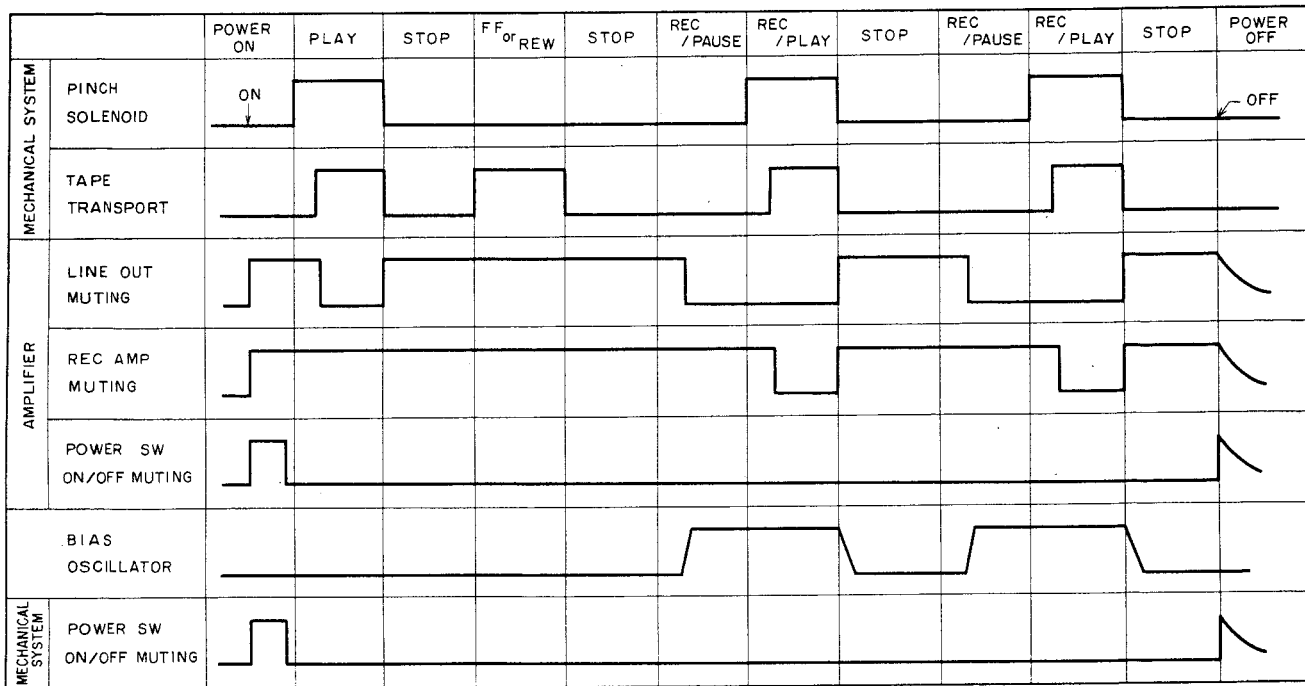 POWER ON
PLAY
STOP
FF or REW
STOP
REC /PAUSE
REC /PLAY
STOP
REC /PAUSE
REC /PLAY
STOP
POWER OFF
MECHANICAL SYSTEM
PINCH
SOLENOID
ON
OFF
TAPE
TRANSPORT
AMPLIFIER
LINE OUT
MUTING
REC AMP
MUTING
POWER SW
ON/OFF MUTING
BIAS
OSCILLATOR
MECHANICAL
SYSTEM
POWER SW
ON/OFF MUTING